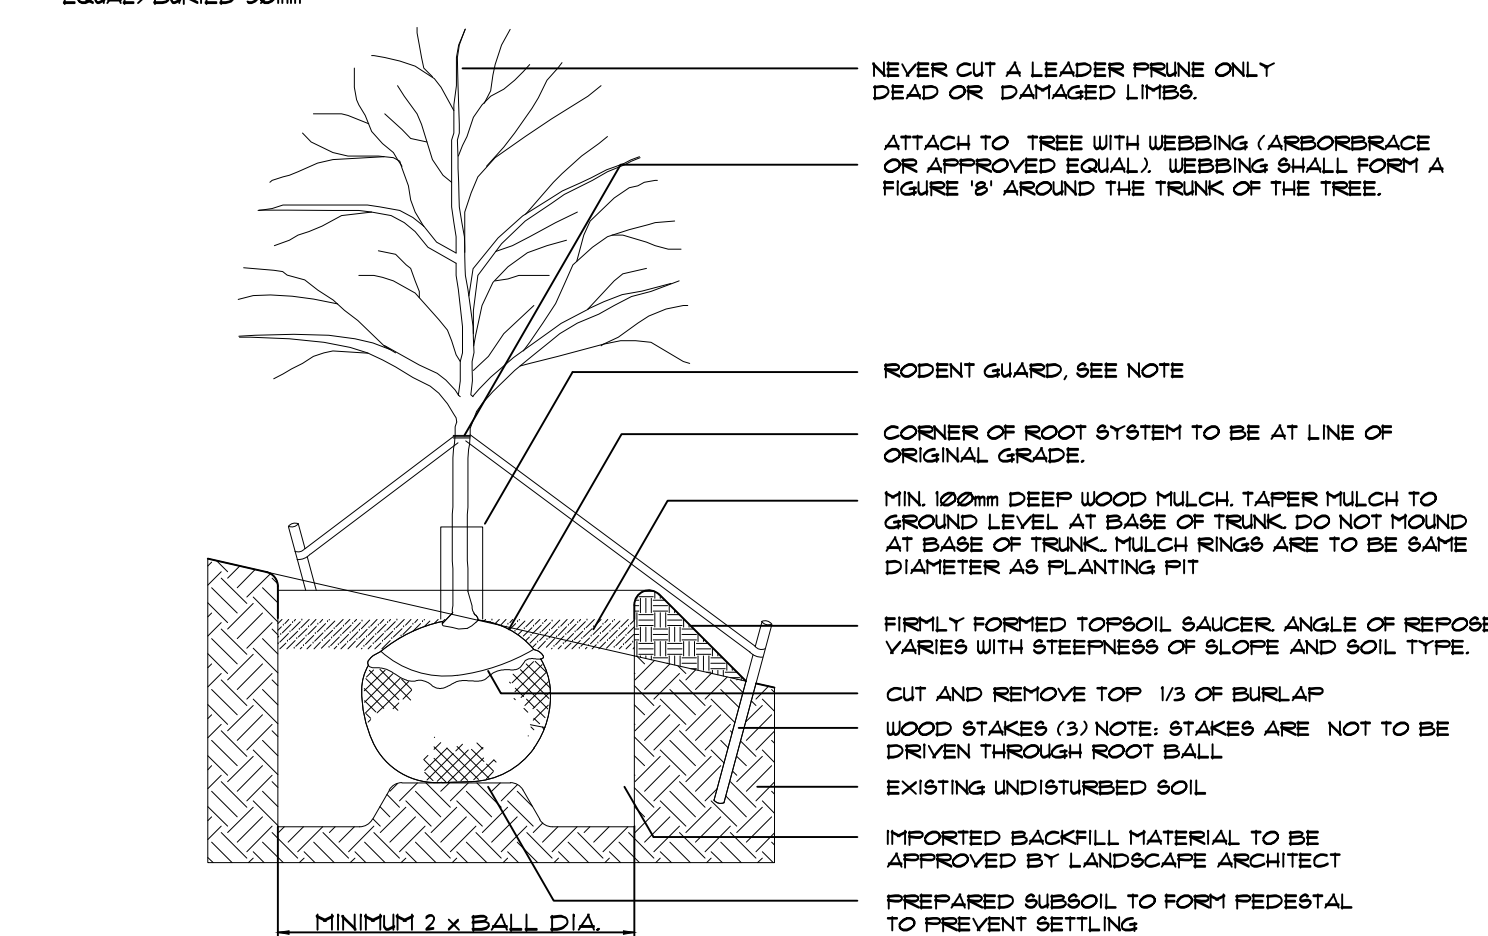 EQUAL) BURIED 50mm
NEVER CUT A LEADER PRUNE ONLY
DEAD OR DAMAGED LIMBS.
ATTACH TO TREE WITH WEBBING (ARBORBRACE
OR APPROVED EQUAL). WEBBING SHALL FORM A
FIGURE '8' AROUND THE TRUNK OF THE TREE.
RODENT GUARD, SEE NOTE
CORNER OF ROOT SYSTEM TO BE AT LINE OF
ORIGINAL GRADE.
MIN. 100mm DEEP WOOD MULCH. TAPER MULCH TO
GROUND LEVEL AT BASE OF TRUNK. DO NOT MOUND
AT BASE OF TRUNK.. MULCH RINGS ARE TO BE SAME
DIAMETER AS PLANTING PIT
FIRMLY FORMED TOPSOIL SAUCER. ANGLE OF REPOSE
VARIES WITH STEEPNESS OF SLOPE AND SOIL TYPE.
CUT AND REMOVE TOP 1/3 OF BURLAP
WOOD STAKES (3) NOTE: STAKES ARE NOT TO BE
DRIVEN THROUGH ROOT BALL
EXISTING UNDISTURBED SOIL
IMPORTED BACKFILL MATERIAL TO BE
APPROVED BY LANDSCAPE ARCHITECT
PREPARED SUBSOIL TO FORM PEDESTAL
TO PREVENT SETTLING
MINIMUM 2 x BALL DIA.